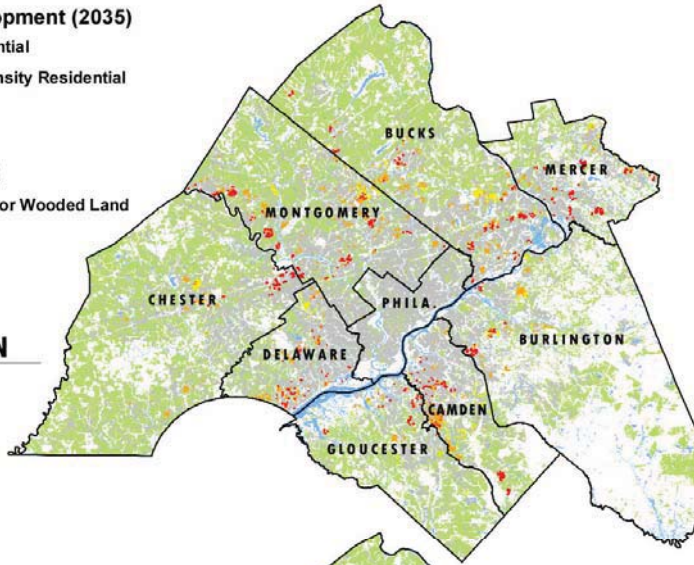 opment (2035)
ntial
nsity Residential
or Wooded Land
BUCKS
MERCER
MONTGOMERY
CHESTER
PHILA.
N
DELAWARE
BURLINGTON
CAMDEN
GLOUCESTER